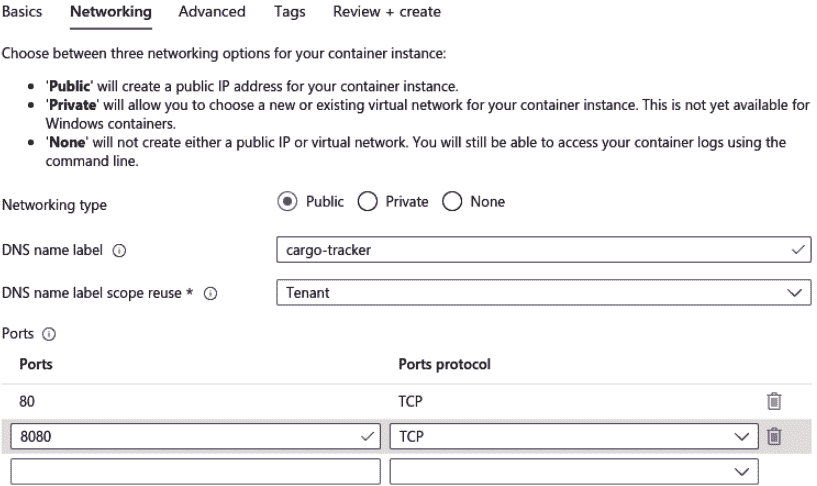 Basics Networking Advanced Tags Review + create
Choose between three networking options for your container instance:
• 'Public' will create a public IP address for your container instance.
• 'Private' will allow you to choose a new or existing virtual network for your container instance. This is not yet available for
Windows containers.
• 'None' will not create either a public IP or virtual network. You will still be able to access your container logs using the
command line.
Networking type Public Private None
DNS name label cargo-tracker
DNS name label scope reuse * Tenant
Ports
Ports Ports protocol
80 TCP
8080 TCP